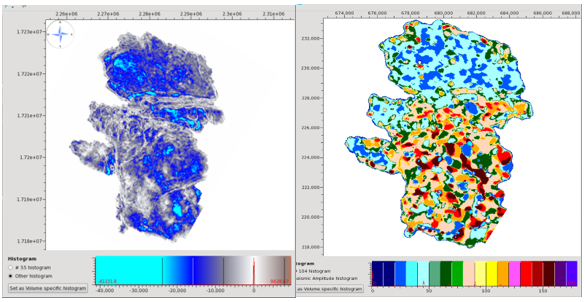 2.26e+06 2.27e+06 2.28e+06 2.29e+06 2.3e+06 2.31e+06
1.723e+07
1.722e+07
1.721e+07
1.72e+07
1.719e+07
1.718e+07
Histogram
# 55 histogram
Other histogram
Set as Volume specific histogram
-40,000 -30,000 -20,000 -10,000 0
674,000 676,000 678,000 680,000 682,000 684,000 686,000 688,000
232,000
230,000
228,000
226,000
224,000
222,000
220,000
218,000
ogram
104 histogram
eismic Amplitude histogram
as Volume specific histogram
0 50 100 150